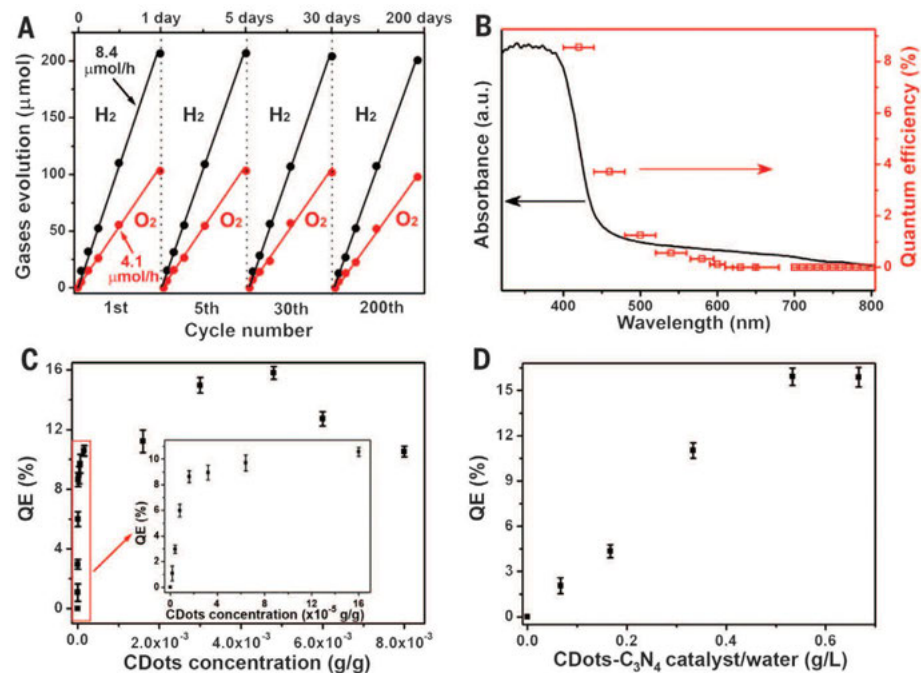 A
0 1 day 5 days 30 days 200 days
200
150
100
50
0
Gases evolution (μmol)
8.4
μmol/h
H₂ H₂ H₂ H₂
O₂ O₂ O₂ O₂
4.1
μmol/h
1st 5th 30th 200th
Cycle number
B
Absorbance (a.u.)
8
6
4
2
0
Quantum efficiency (%)
400 500 600 700 800
Wavelength (nm)
C
16
12
8
4
0
QE (%)
10
8
6
4
2
0
QE (%)
0 4 8 12 16
CDots concentration (x10⁻⁵ g/g)
0.0 2.0x10⁻³ 4.0x10⁻³ 6.0x10⁻³ 8.0x10⁻³
CDots concentration (g/g)
D
15
12
9
6
3
0
QE (%)
0.0 0.2 0.4 0.6
CDots-C₃N₄ catalyst/water (g/L)